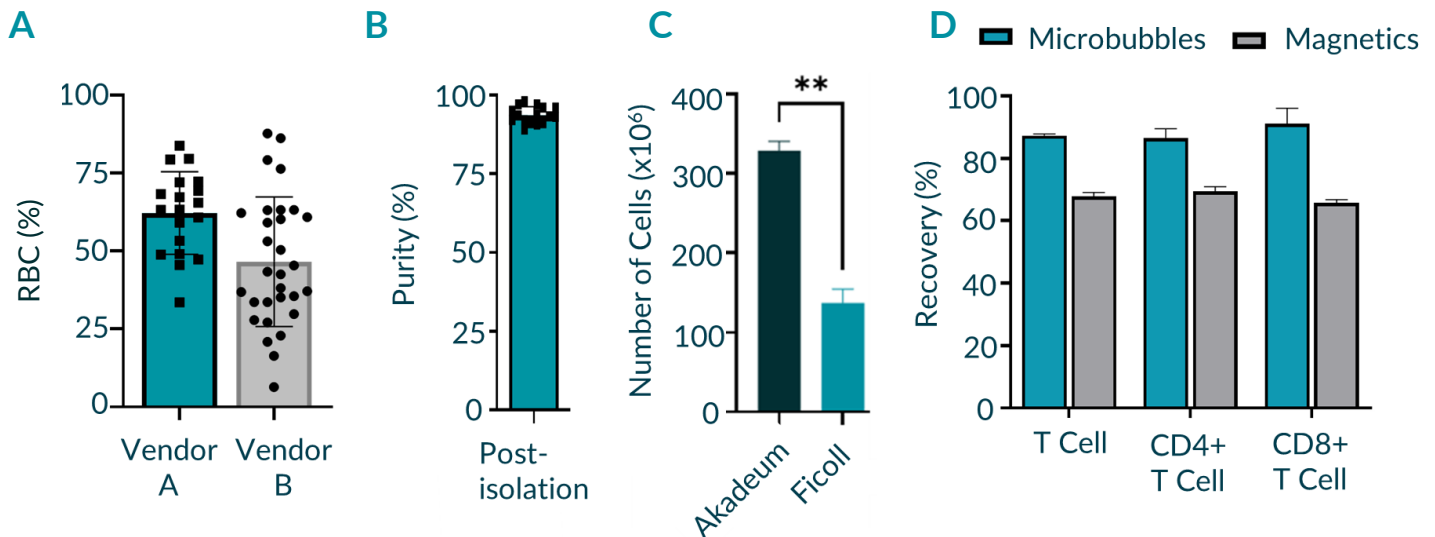 A
RBC (%)
100
75
50
25
0
Vendor
A
Vendor
B
B
Purity (%)
100
75
50
25
0
Post-
isolation
C
Number of Cells (x10⁶)
400
300
200
100
0
**
Akadeum
Ficoll
D
Microbubbles
Magnetics
Recovery (%)
100
80
60
40
20
0
T Cell
CD4+
T Cell
CD8+
T Cell